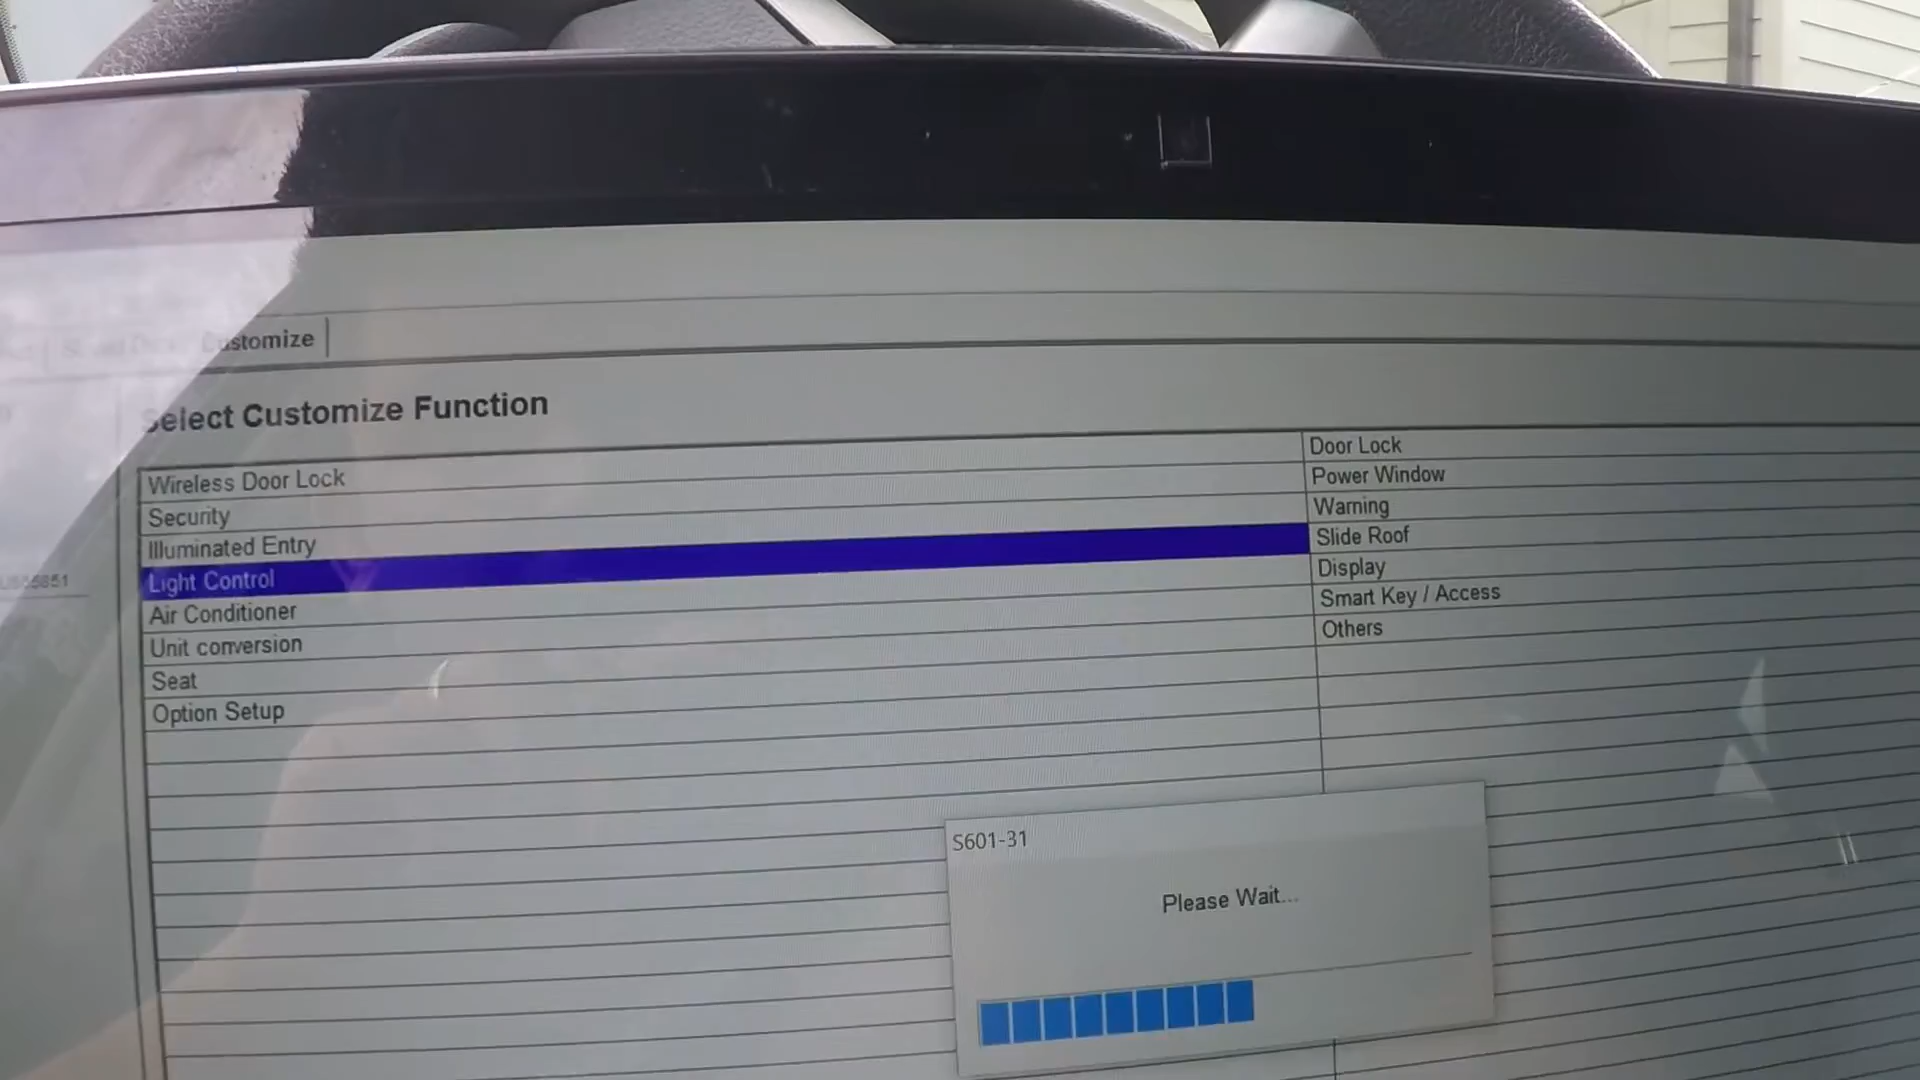 Customize
Select Customize Function
Wireless Door Lock
Security
Illuminated Entry
Light Control
Air Conditioner
Unit conversion
Seat
Option Setup
Door Lock
Power Window
Warning
Slide Roof
Display
Smart Key / Access
Others
S601-31
Please Wait...